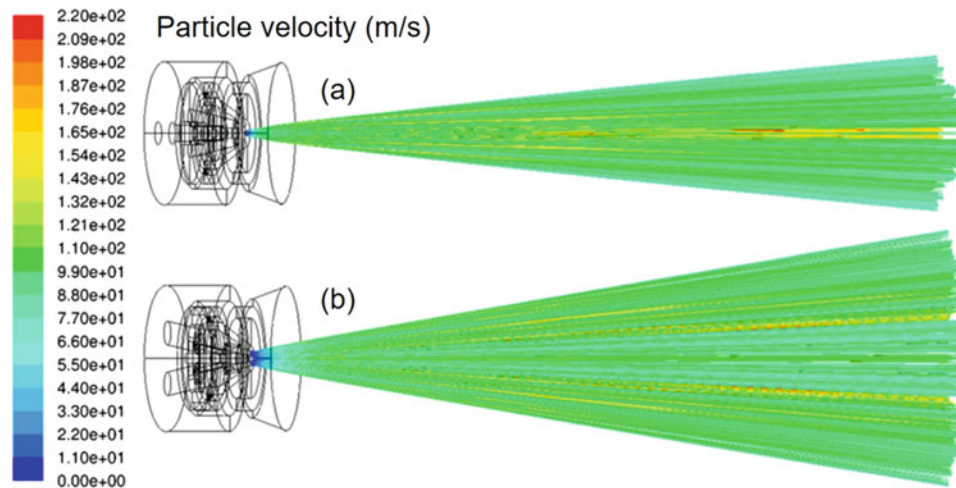 Particle velocity (m/s)
2.20e+02
2.09e+02
1.98e+02
1.87e+02
1.76e+02
1.65e+02
1.54e+02
1.43e+02
1.32e+02
1.21e+02
1.10e+02
9.90e+01
8.80e+01
7.70e+01
6.60e+01
5.50e+01
4.40e+01
3.30e+01
2.20e+01
1.10e+01
0.00e+00
(a)
(b)